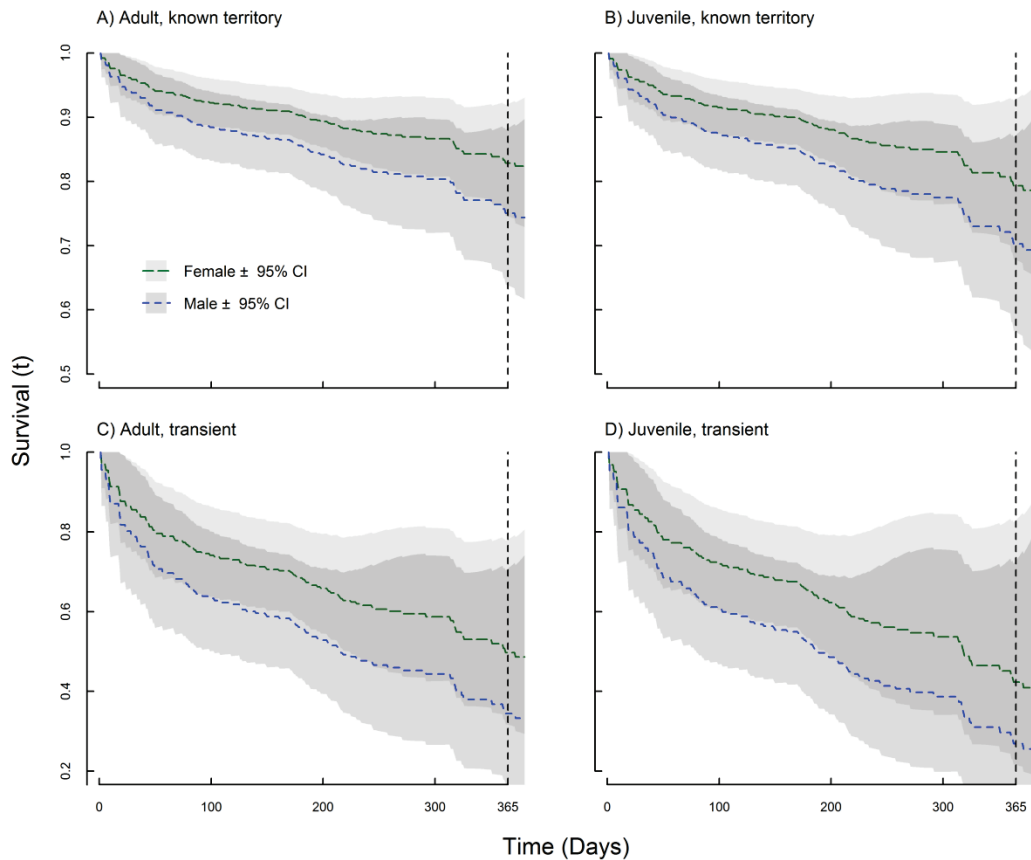 A) Adult, known territory
B) Juvenile, known territory
1.0
0.9
0.8
0.7
0.6
0.5
Female ± 95% CI
Male ± 95% CI
Survival (t)
C) Adult, transient
D) Juvenile, transient
1.0
0.8
0.6
0.4
0.2
0 100 200 300 365
0 100 200 300 365
Time (Days)